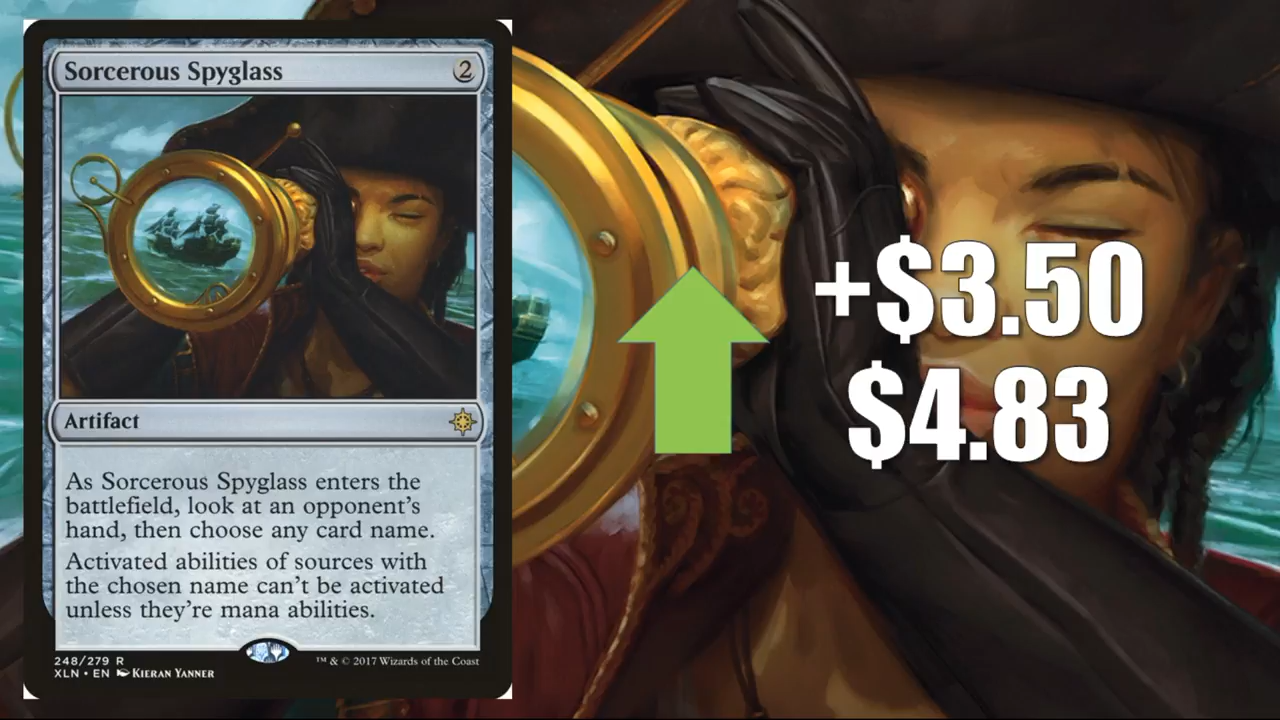 Sorcerous Spyglass 2
Artifact
As Sorcerous Spyglass enters the
battlefield, look at an opponent's
hand, then choose any card name.
Activated abilities of sources with
the chosen name can't be activated
unless they're mana abilities.
248/279 R
XLN • EN KIERAN YANNER
™ & © 2017 Wizards of the Coast
+$3.50
$4.83